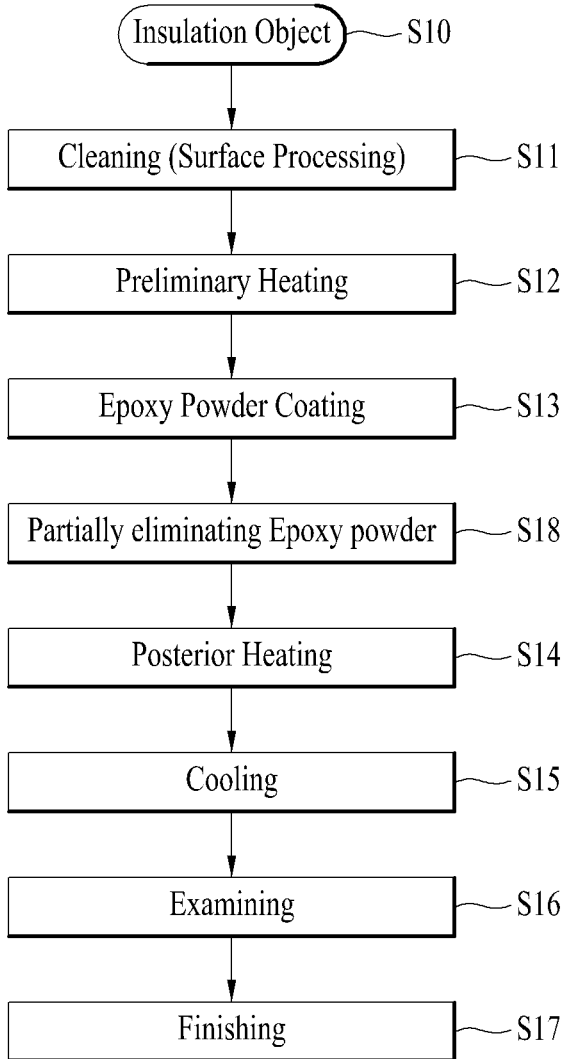 Insulation Object S10
Cleaning (Surface Processing) S11
Preliminary Heating S12
Epoxy Powder Coating S13
Partially eliminating Epoxy powder S18
Posterior Heating S14
Cooling S15
Examining S16
Finishing S17